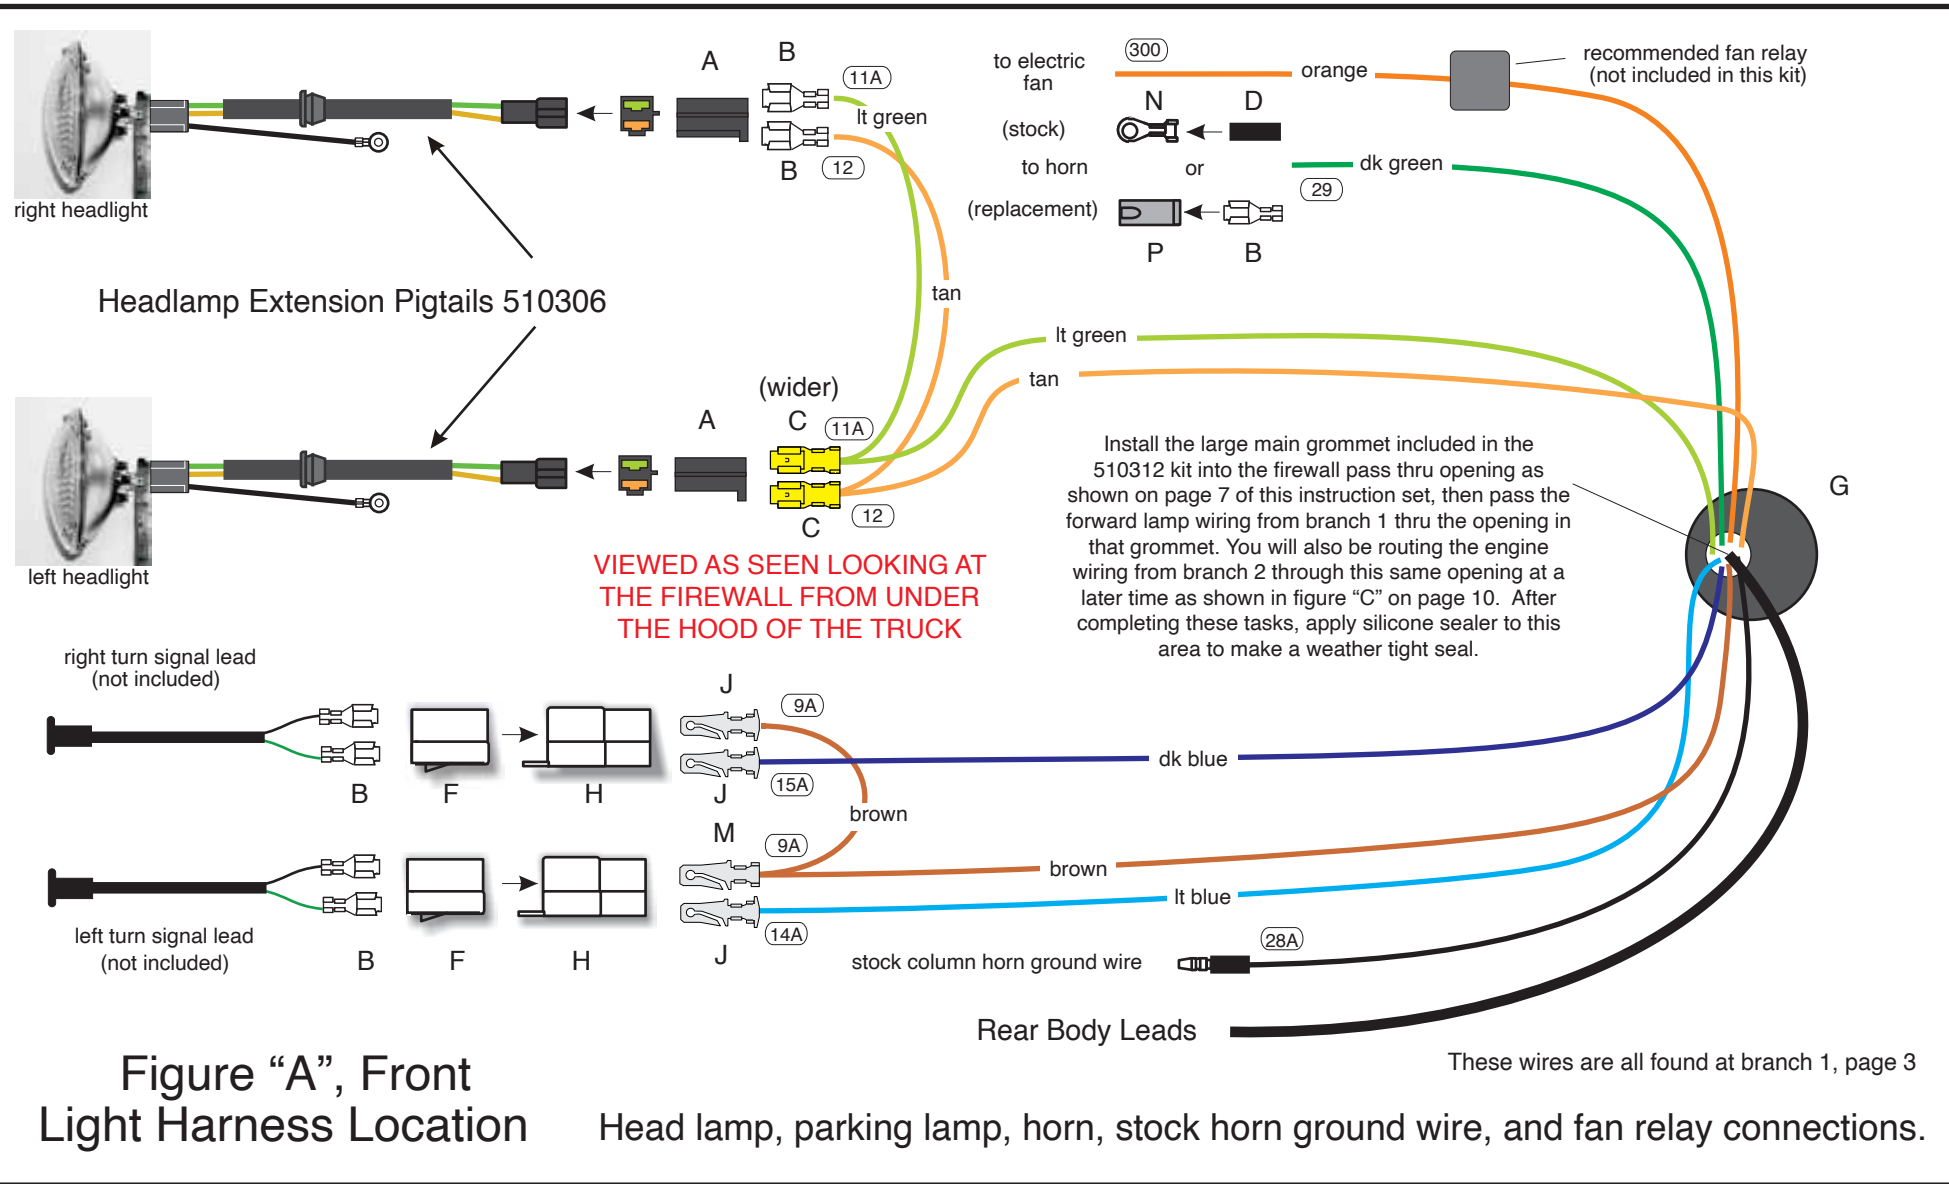 right headlight
A
B
B
11A
12
lt green
tan
to electric
fan
300
orange
recommended fan relay
(not included in this kit)
(stock)
N
D
to horn
or
dk green
29
(replacement)
P
B
Headlamp Extension Pigtails 510306
lt green
tan
left headlight
A
(wider)
C
11A
C
12
VIEWED AS SEEN LOOKING AT
THE FIREWALL FROM UNDER
THE HOOD OF THE TRUCK
Install the large main grommet included in the
510312 kit into the firewall pass thru opening as
shown on page 7 of this instruction set, then pass the
forward lamp wiring from branch 1 thru the opening in
that grommet. You will also be routing the engine
wiring from branch 2 through this same opening at a
later time as shown in figure “C” on page 10.  After
completing these tasks, apply silicone sealer to this
area to make a weather tight seal.
G
right turn signal lead
(not included)
B
F
H
J
9A
J
15A
dk blue
brown
left turn signal lead
(not included)
B
F
H
M
9A
J
14A
brown
lt blue
stock column horn ground wire
28A
Rear Body Leads
These wires are all found at branch 1, page 3
Figure “A”, Front
Light Harness Location
Head lamp, parking lamp, horn, stock horn ground wire, and fan relay connections.